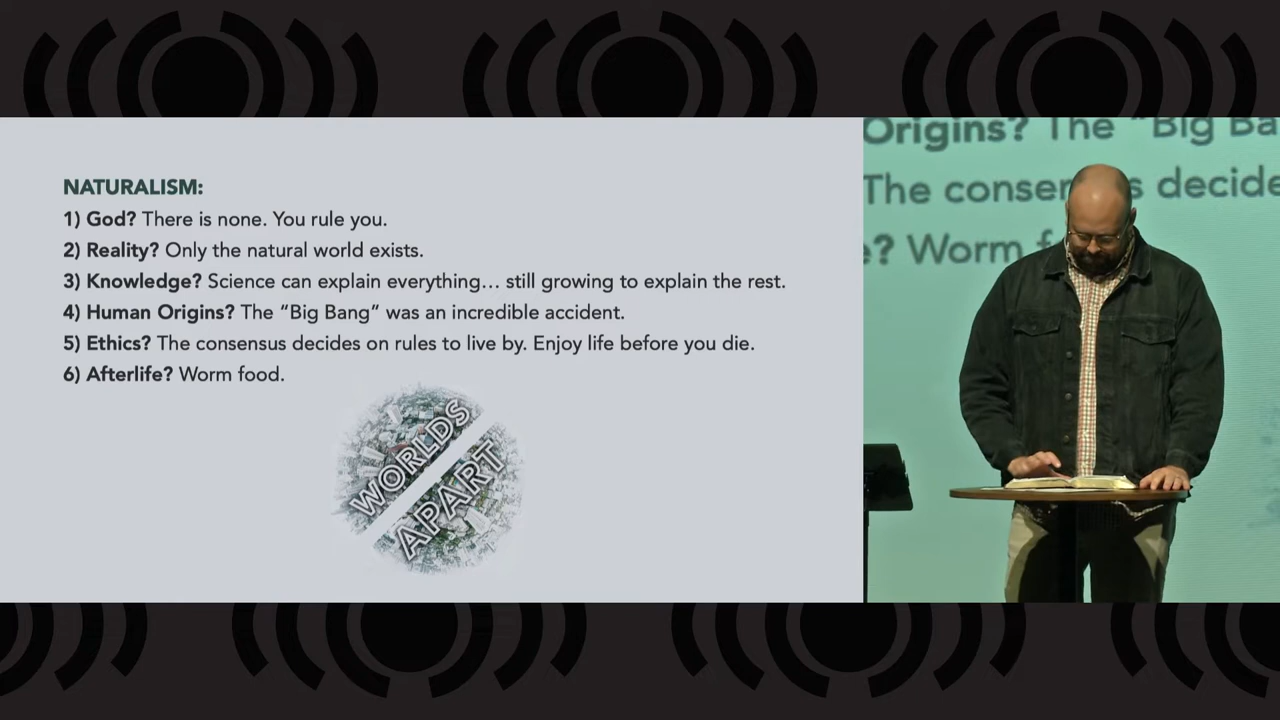 NATURALISM:
1) God? There is none. You rule you.
2) Reality? Only the natural world exists.
3) Knowledge? Science can explain everything... still growing to explain the rest.
4) Human Origins? The “Big Bang” was an incredible accident.
5) Ethics? The consensus decides on rules to live by. Enjoy life before you die.
6) Afterlife? Worm food.
WORLDS
APART
Origins? The “Big Ba
The consen s decide
e? Worm f